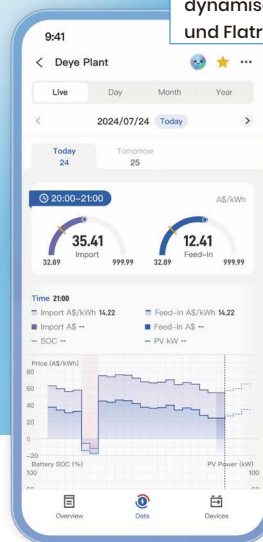 dynamis
und Flatr
9:41
Deye Plant
Live Day Month Year
2024/07/24 Today
Today Tomorrow
24 25
20:00–21:00 A$/kWh
35.41 12.41
Import Feed-In
32.89 999.99 32.89 999.99
Time 21:00
Import A$/kWh 14.22 Feed-In A$/kWh 14.22
Import A$ -- Feed-In A$ --
SOC -- PV kW --
Price (A$/kWh)
80
60
40
20
0
-20
Battery SOC (%) PV Power (kW)
100 100
Overview Data Devices